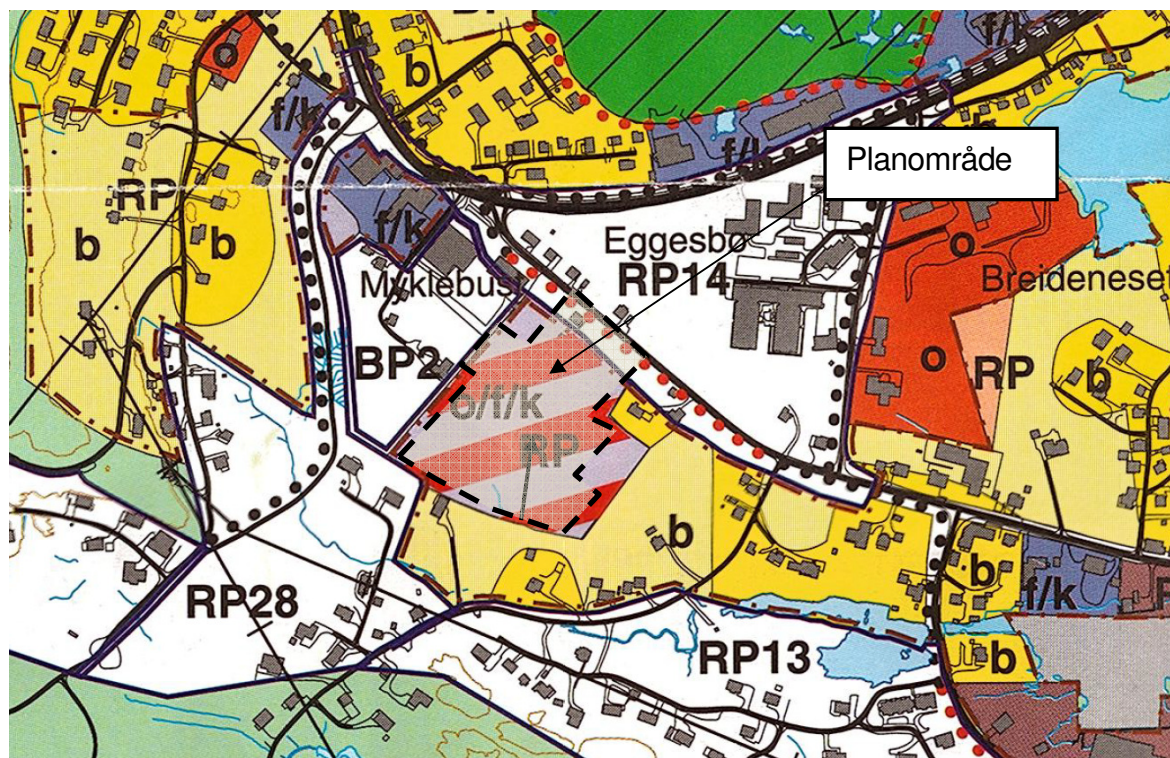 o
b
f/k
f/k
f/k
Planområde
RP
b
b
f/k
Eggesbø
RP14
o
Myklebust
Breideneset
BP2
o/f/k
RP
o
RP
b
b
RP28
RP13
b
f/k
b